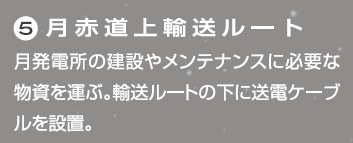 5 月赤道上輸送ルート
月発電所の建設やメンテナンスに必要な
物資を運ぶ。輸送ルートの下に送電ケーブ
ルを設置。